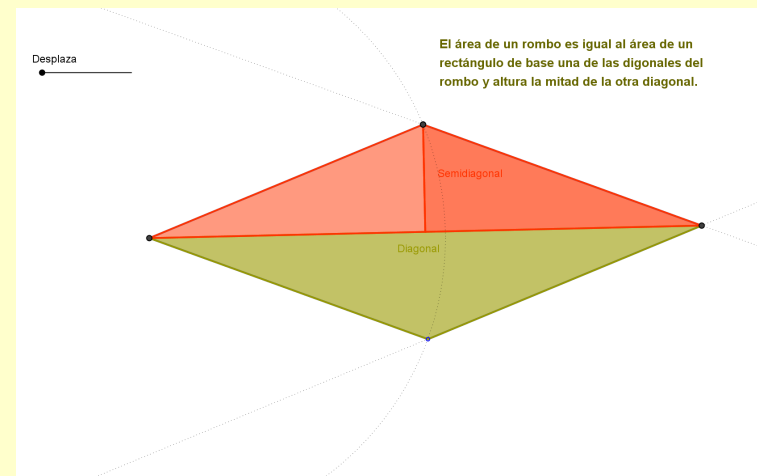 Desplaza
El área de un rombo es igual al área de un
rectángulo de base una de las digonales del
rombo y altura la mitad de la otra diagonal.
Semidiagonal
Diagonal